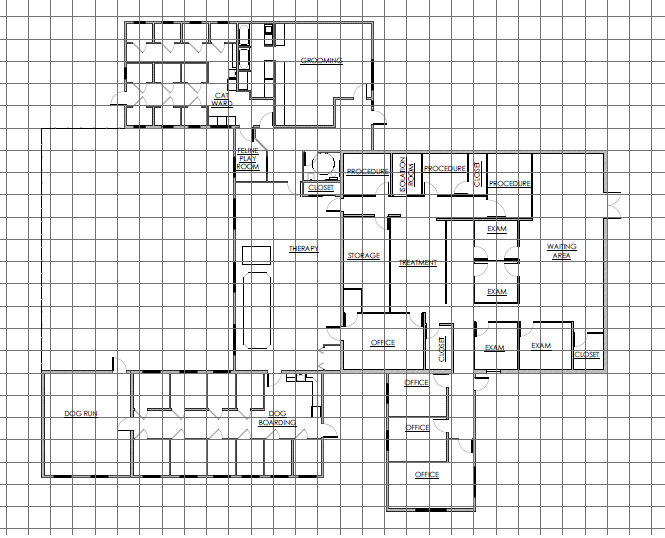 GROOMING
CAT
WARD
FELINE
PLAY
ROOM
CLOSET
PROCEDURE
ISOLATION
ROOM
PROCEDURE
CLOSET
PROCEDURE
EXAM
THERAPY
STORAGE
TREATMENT
WAITING
AREA
EXAM
OFFICE
CLOSET
EXAM
EXAM
CLOSET
OFFICE
DOG RUN
DOG
BOARDING
OFFICE
OFFICE